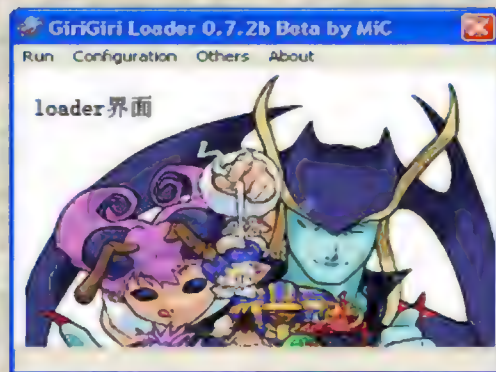 GiriGiri Loader 0.7.2b Beta by MiC
Run Configuration Others About
loader界面